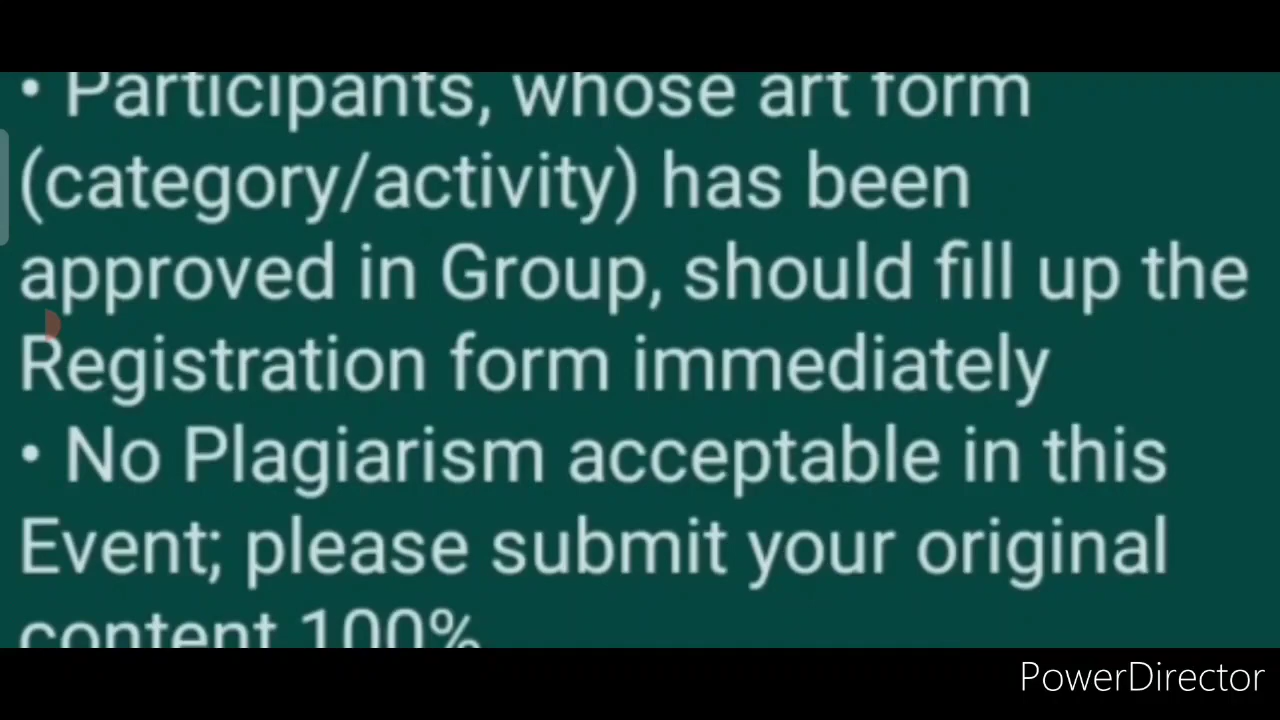 • Participants, whose art form
(category/activity) has been
approved in Group, should fill up the
Registration form immediately
• No Plagiarism acceptable in this
Event; please submit your original
content 100%
PowerDirector